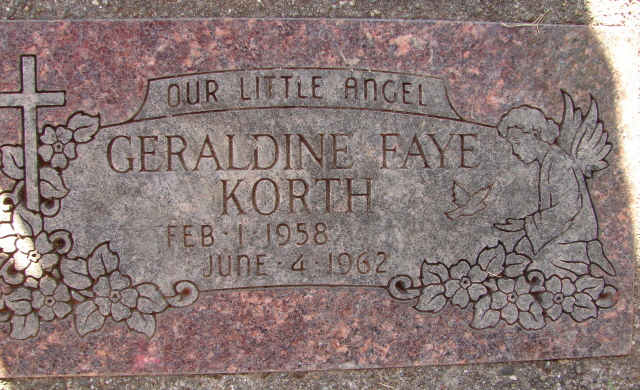 OUR LITTLE ANGEL
GERALDINE FAYE
KORTH
FEB · 1 · 1958
JUNE · 4 · 1962